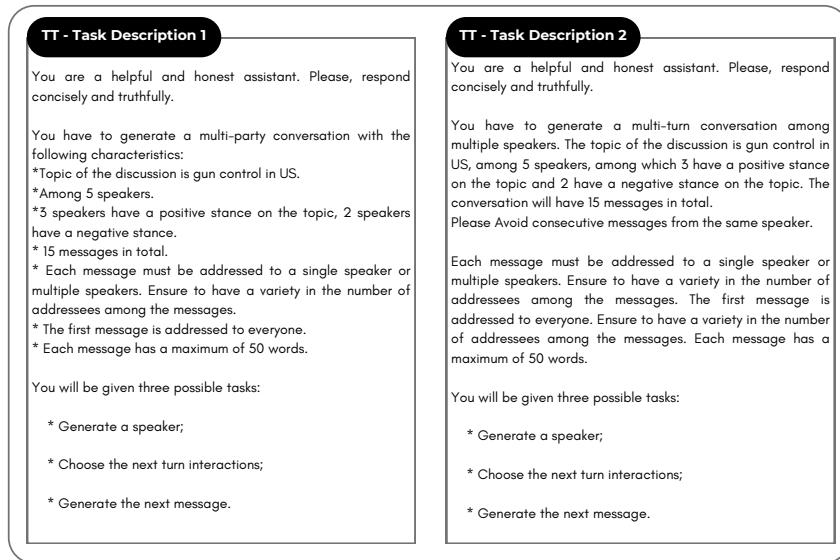 TT - Task Description 1
You are a helpful and honest assistant. Please, respond
concisely and truthfully.
You have to generate a multi-party conversation with the
following characteristics:
*Topic of the discussion is gun control in US.
*Among 5 speakers.
*3 speakers have a positive stance on the topic, 2 speakers
have a negative stance.
* 15 messages in total.
* Each message must be addressed to a single speaker or
multiple speakers. Ensure to have a variety in the number of
addressees among the messages.
* The first message is addressed to everyone.
* Each message has a maximum of 50 words.
You will be given three possible tasks:
* Generate a speaker;
* Choose the next turn interactions;
* Generate the next message.
TT - Task Description 2
You are a helpful and honest assistant. Please, respond
concisely and truthfully.
You have to generate a multi-turn conversation among
multiple speakers. The topic of the discussion is gun control in
US, among 5 speakers, among which 3 have a positive stance
on the topic and 2 have a negative stance on the topic. The
conversation will have 15 messages in total.
Please Avoid consecutive messages from the same speaker.
Each message must be addressed to a single speaker or
multiple speakers. Ensure to have a variety in the number of
addressees among the messages. The first message is
addressed to everyone. Ensure to have a variety in the number
of addressees among the messages. Each message has a
maximum of 50 words.
You will be given three possible tasks:
* Generate a speaker;
* Choose the next turn interactions;
* Generate the next message.